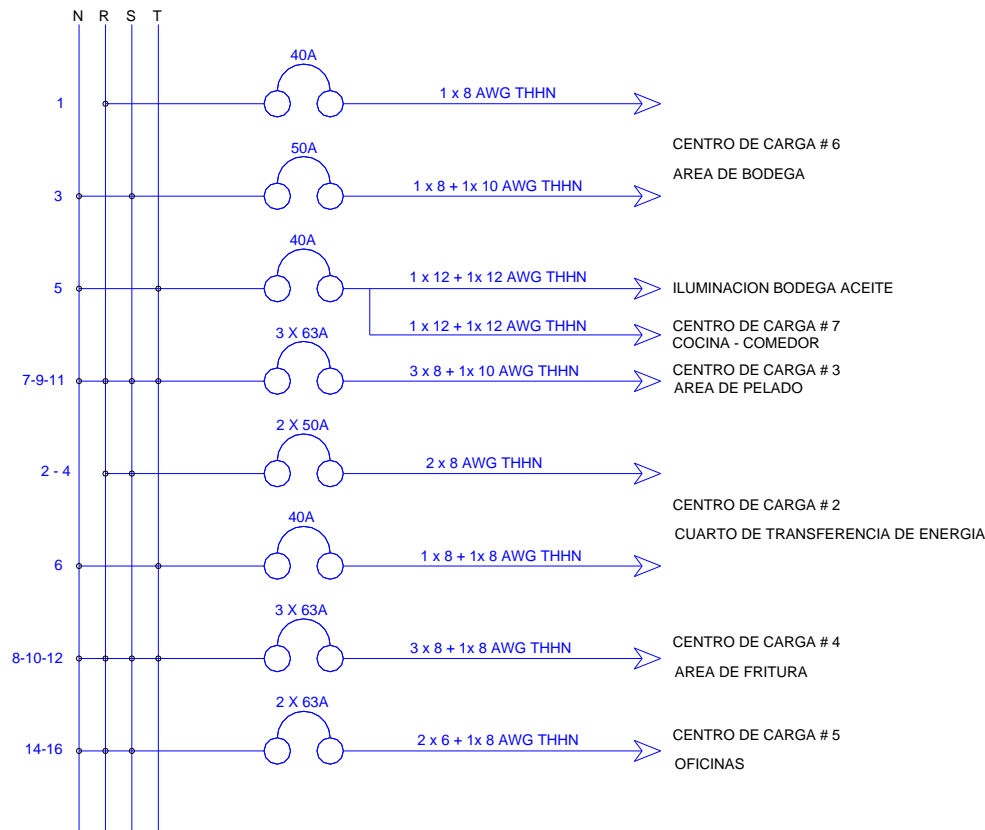 N R S T
40A
1 1 x 8 AWG THHN
CENTRO DE CARGA # 6
50A
AREA DE BODEGA
3 1 x 8 + 1x 10 AWG THHN
40A
5 1 x 12 + 1x 12 AWG THHN ILUMINACION BODEGA ACEITE
1 x 12 + 1x 12 AWG THHN CENTRO DE CARGA # 7
3 X 63A COCINA - COMEDOR
7-9-11 3 x 8 + 1x 10 AWG THHN CENTRO DE CARGA # 3
AREA DE PELADO
2 X 50A
2 - 4 2 x 8 AWG THHN
CENTRO DE CARGA # 2
40A
CUARTO DE TRANSFERENCIA DE ENERGIA
6 1 x 8 + 1x 8 AWG THHN
3 X 63A
CENTRO DE CARGA # 4
8-10-12 3 x 8 + 1x 8 AWG THHN
AREA DE FRITURA
2 X 63A
CENTRO DE CARGA # 5
14-16 2 x 6 + 1x 8 AWG THHN
OFICINAS